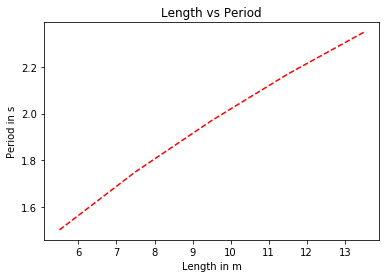 Length vs Period
Period in s
2.2
2.0
1.8
1.6
6 7 8 9 10 11 12 13
Length in m